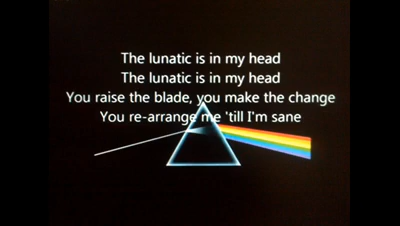 The lunatic is in my head
The lunatic is in my head
You raise the blade, you make the change
You re-arrange me 'till I'm sane